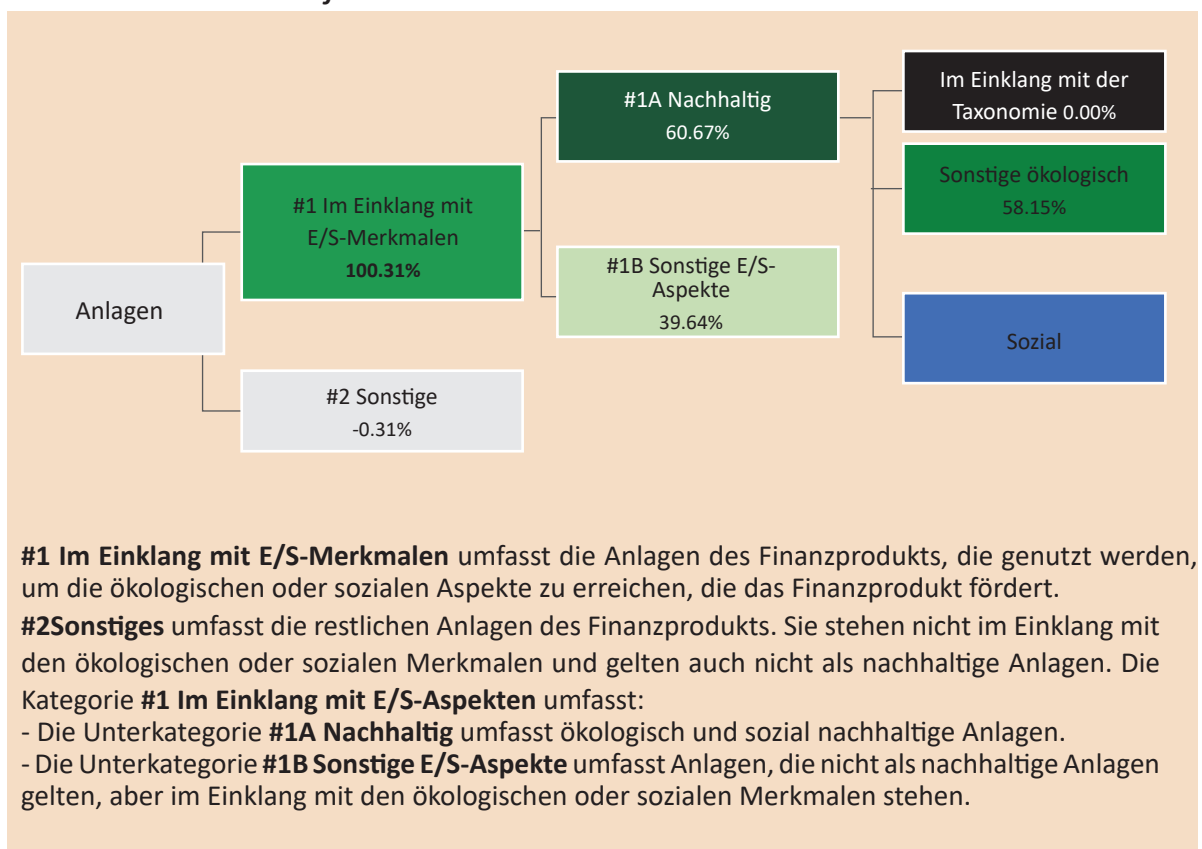 Anlagen
#1 Im Einklang mit
E/S-Merkmalen
100.31%
#2 Sonstige
-0.31%
#1A Nachhaltig
60.67%
#1B Sonstige E/S-
Aspekte
39.64%
Im Einklang mit der
Taxonomie 0.00%
Sonstige ökologisch
58.15%
Sozial
#1 Im Einklang mit E/S-Merkmalen umfasst die Anlagen des Finanzprodukts, die genutzt werden,
um die ökologischen oder sozialen Aspekte zu erreichen, die das Finanzprodukt fördert.
#2Sonstiges umfasst die restlichen Anlagen des Finanzprodukts. Sie stehen nicht im Einklang mit
den ökologischen oder sozialen Merkmalen und gelten auch nicht als nachhaltige Anlagen. Die
Kategorie #1 Im Einklang mit E/S-Aspekten umfasst:
- Die Unterkategorie #1A Nachhaltig umfasst ökologisch und sozial nachhaltige Anlagen.
- Die Unterkategorie #1B Sonstige E/S-Aspekte umfasst Anlagen, die nicht als nachhaltige Anlagen
gelten, aber im Einklang mit den ökologischen oder sozialen Merkmalen stehen.